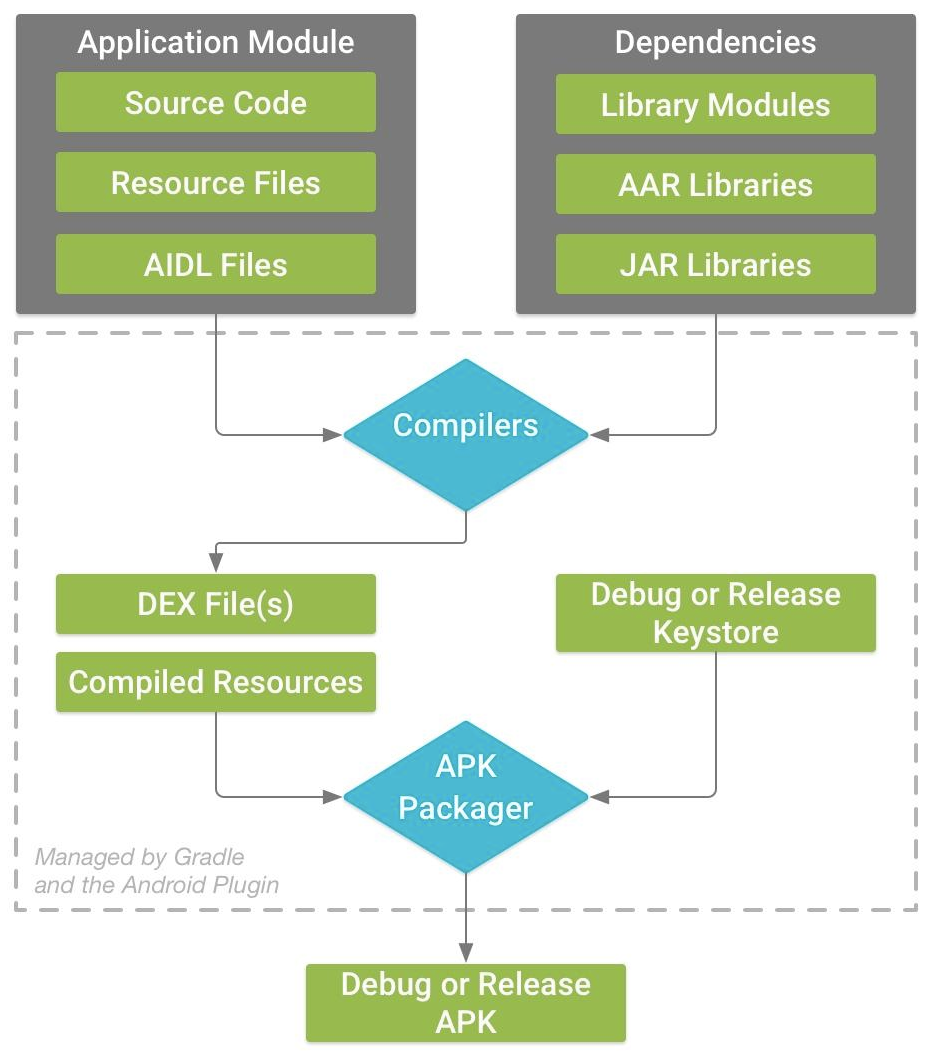 Application Module
Source Code
Resource Files
AIDL Files
Dependencies
Library Modules
AAR Libraries
JAR Libraries
Compilers
DEX File(s)
Compiled Resources
Debug or Release
Keystore
APK
Packager
Managed by Gradle
and the Android Plugin
Debug or Release
APK